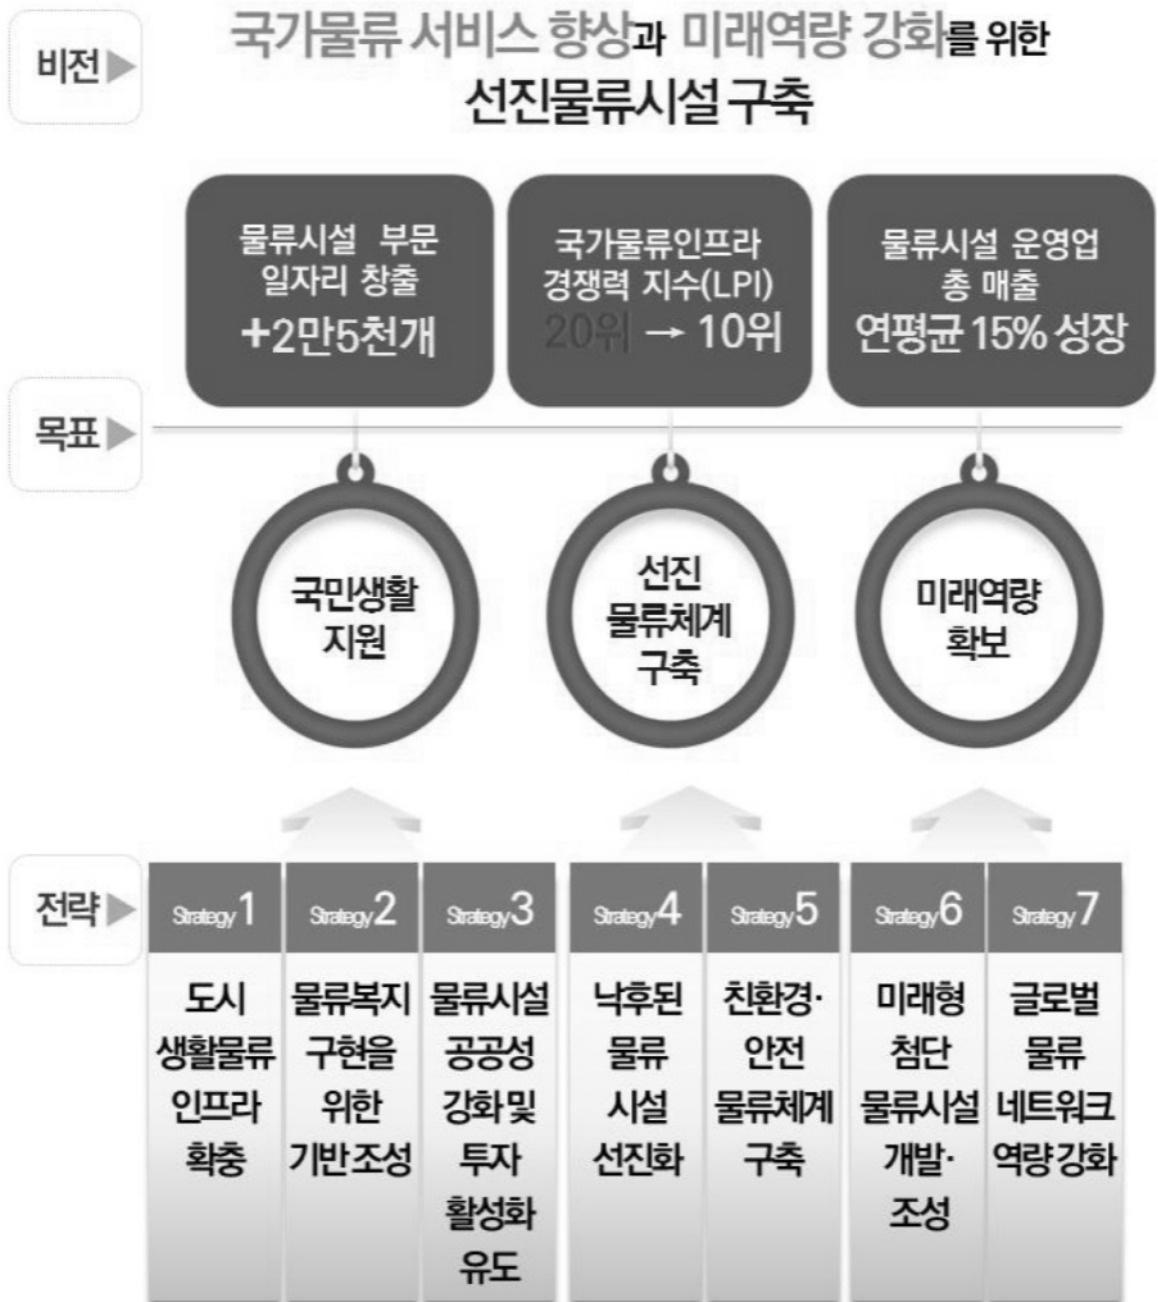 비전 ▶
국가물류 서비스 향상과 미래역량 강화를 위한
선진물류시설 구축
물류시설 부문
일자리 창출
+2만5천개
국가물류인프라
경쟁력 지수(LPI)
20위 → 10위
물류시설 운영업
총 매출
연평균 15% 성장
목표 ▶
국민생활
지원
선진
물류체계
구축
미래역량
확보
전략 ▶
Strategy 1
도시
생활물류
인프라
확충
Strategy 2
물류복지
구현을
위한
기반 조성
Strategy 3
물류시설
공공성
강화 및
투자
활성화
유도
Strategy 4
낙후된
물류
시설
선진화
Strategy 5
친환경·
안전
물류체계
구축
Strategy 6
미래형
첨단
물류시설
개발·
조성
Strategy 7
글로벌
물류
네트워크
역량 강화